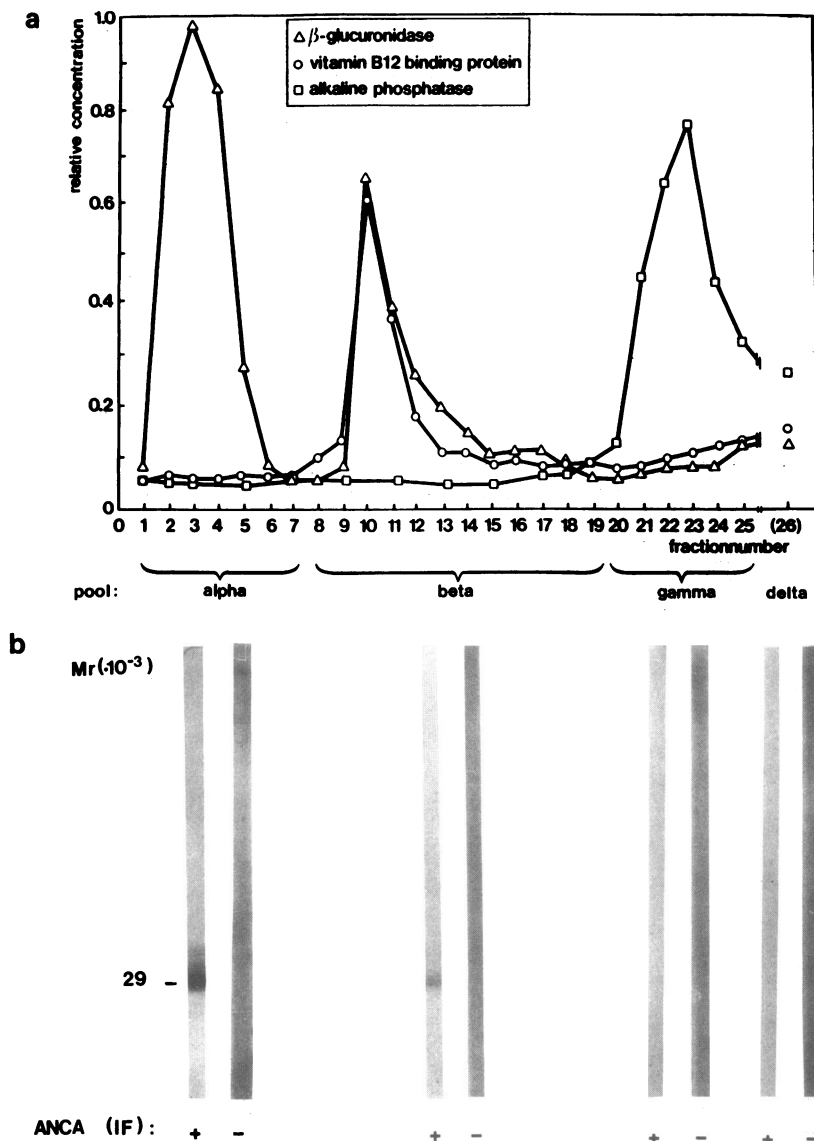 a
relative concentration
1.0
0.8
0.6
0.4
0.2
0
△ β-glucuronidase
○ vitamin B12 binding protein
□ alkaline phosphatase
0 1 2 3 4 5 6 7 8 9 10 11 12 13 14 15 16 17 18 19 20 21 22 23 24 25 (26)
fractionnumber
pool: alpha beta gamma delta
b
Mr(·10⁻³)
29 –
ANCA (IF): + – + – + – + –